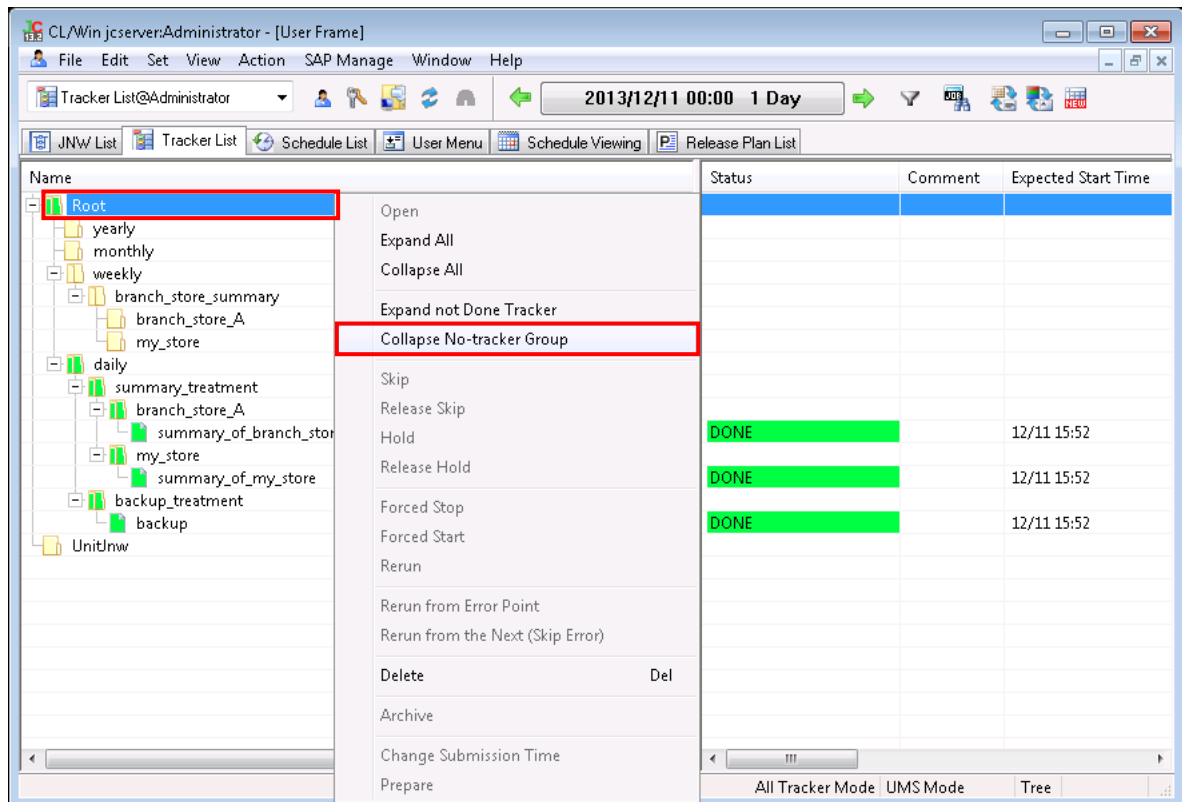 CL/Win jcserver:Administrator - [User Frame]
File Edit Set View Action SAP Manage Window Help
Tracker List@Administrator 2013/12/11 00:00 1 Day
JNW List Tracker List Schedule List User Menu Schedule Viewing Release Plan List
Name Status Comment Expected Start Time
Root
yearly
monthly
weekly
branch_store_summary
branch_store_A
my_store
daily
summary_treatment
branch_store_A
summary_of_branch_stor DONE 12/11 15:52
my_store
summary_of_my_store DONE 12/11 15:52
backup_treatment
backup DONE 12/11 15:52
UnitJnw
Open
Expand All
Collapse All
Expand not Done Tracker
Collapse No-tracker Group
Skip
Release Skip
Hold
Release Hold
Forced Stop
Forced Start
Rerun
Rerun from Error Point
Rerun from the Next (Skip Error)
Delete Del
Archive
Change Submission Time
Prepare
All Tracker Mode UMS Mode Tree